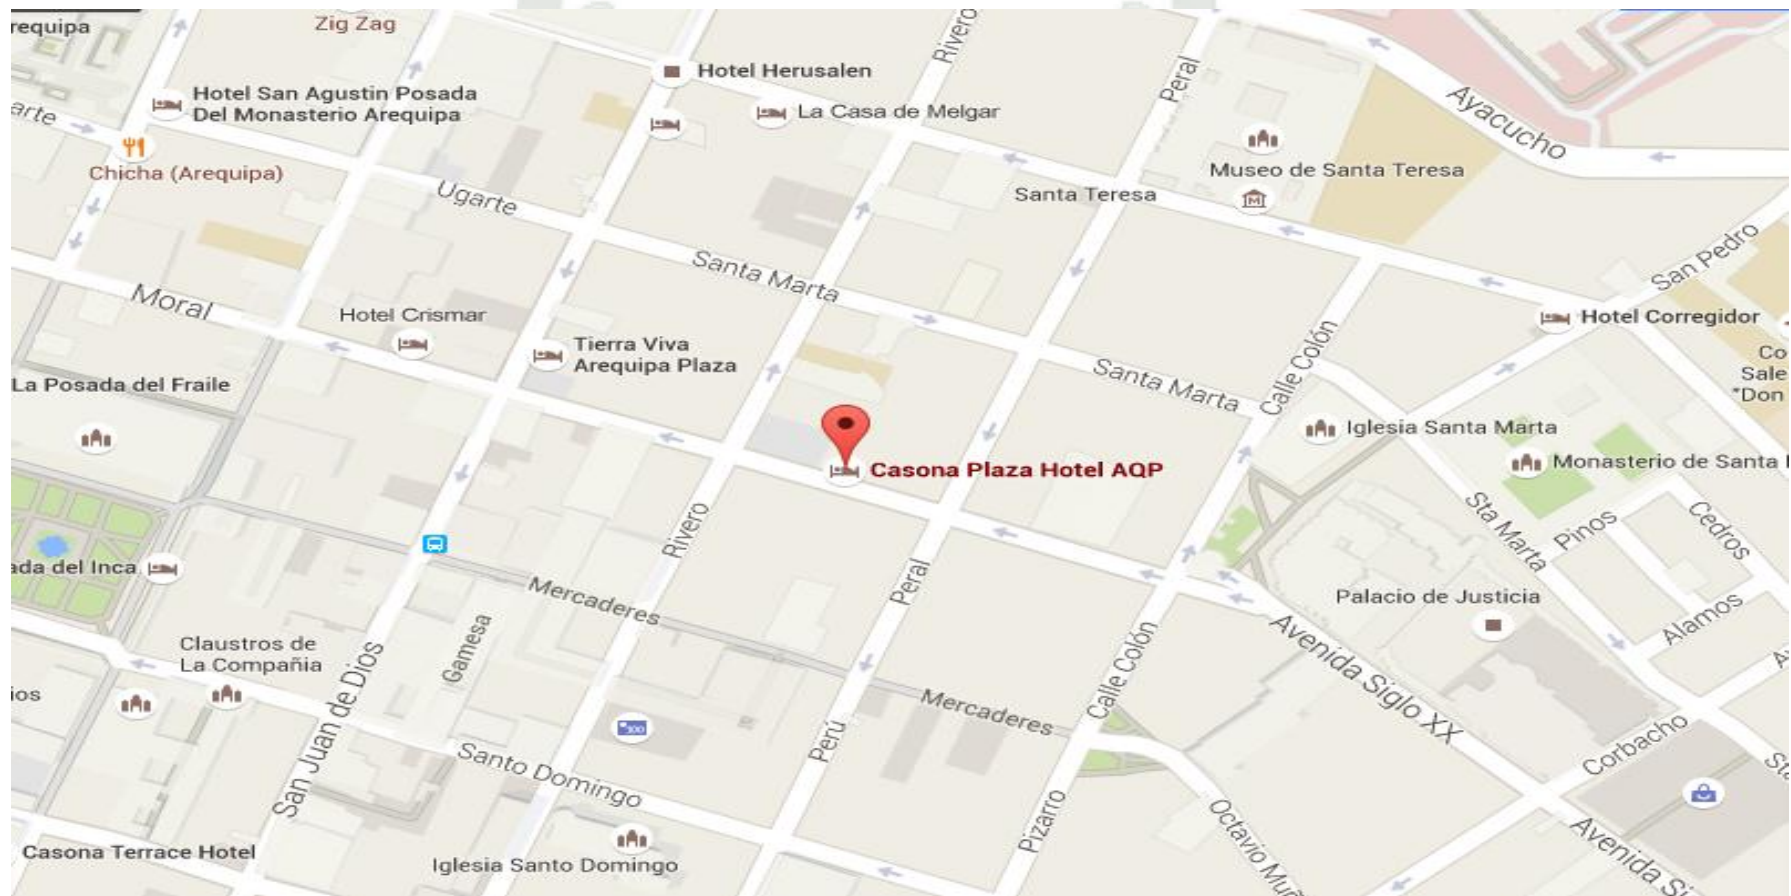 requipa
Zig Zag
Rivero
Hotel Herusalen
Peral
Hotel San Agustin Posada
Del Monasterio Arequipa
La Casa de Melgar
Ayacucho
arte
Chicha (Arequipa)
Museo de Santa Teresa
Ugarte
Santa Teresa
M
San Pedro
Santa Marta
Moral
Hotel Crismar
Hotel Corregidor
Tierra Viva
Arequipa Plaza
Calle Colón
Co
Sale
"Don
La Posada del Fraile
Santa Marta
Iglesia Santa Marta
Casona Plaza Hotel AQP
Monasterio de Santa
Sta Marta
Pinos
Cedros
Rivero
ada del Inca
Mercaderes
Peral
Palacio de Justicia
Alamos
Claustros de
La Compañia
Gamesa
San Juan de Dios
Calle Colón
Avenida Siglo XX
ios
Mercaderes
Perú
Corbacho
Sta
Santo Domingo
Pizarro
Octavio Muñ
Casona Terrace Hotel
Iglesia Santo Domingo
Avenida S